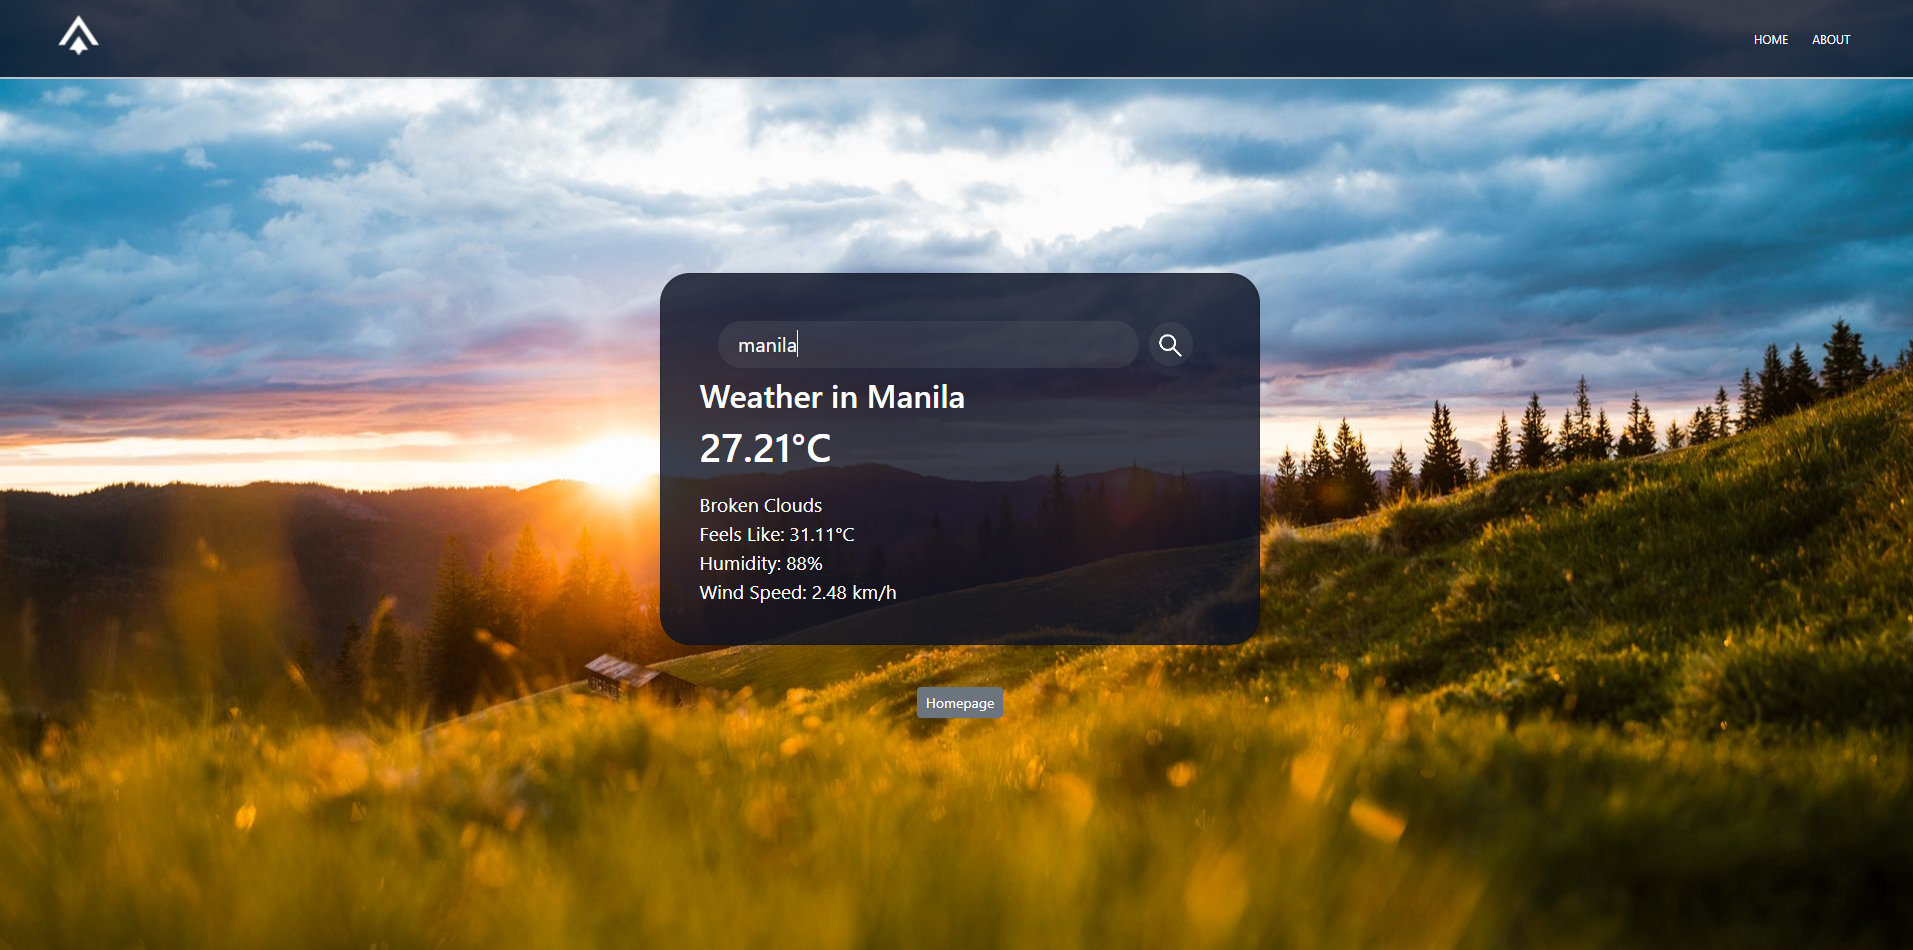 HOME ABOUT
manila
Weather in Manila
27.21°C
Broken Clouds
Feels Like: 31.11°C
Humidity: 88%
Wind Speed: 2.48 km/h
Homepage